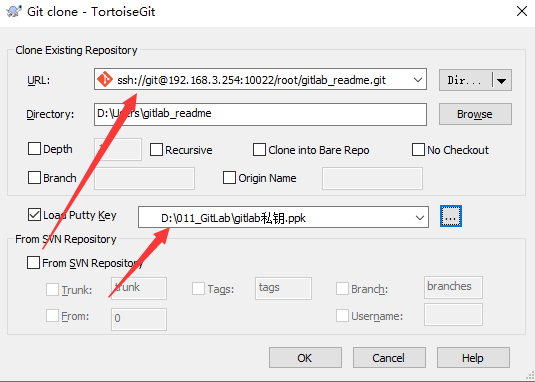 Git clone - TortoiseGit
Clone Existing Repository
URL: ssh://git@192.168.3.254:10022/root/gitlab_readme.git Dir...
Directory: D:\Users\gitlab_readme Browse
Depth Recursive Clone into Bare Repo No Checkout
Branch Origin Name
Load Putty Key D:\011_GitLab\gitlab私钥.ppk ...
From SVN Repository
From SVN Repository
Trunk: trunk Tags: tags Branch: branches
From: 0 Username:
OK Cancel Help